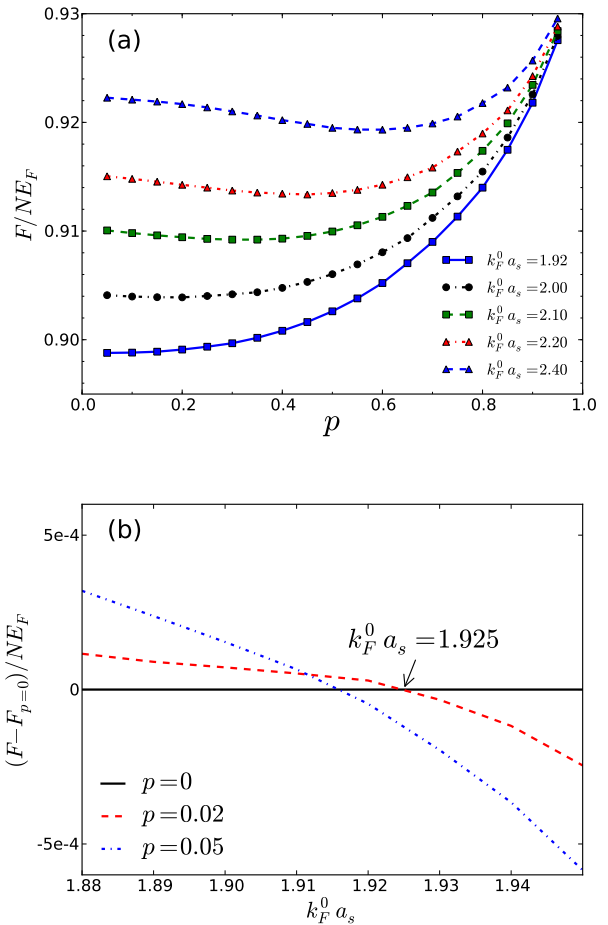 0.93
(a)
0.92
0.91
0.90
F/NE_F
k_F^0 a_s = 1.92
k_F^0 a_s = 2.00
k_F^0 a_s = 2.10
k_F^0 a_s = 2.20
k_F^0 a_s = 2.40
0.0 0.2 0.4 0.6 0.8 1.0
p
(b)
5e-4
0
-5e-4
(F−F_{p=0})/NE_F
k_F^0 a_s = 1.925
p=0
p=0.02
p=0.05
1.88 1.89 1.90 1.91 1.92 1.93 1.94
k_F^0 a_s